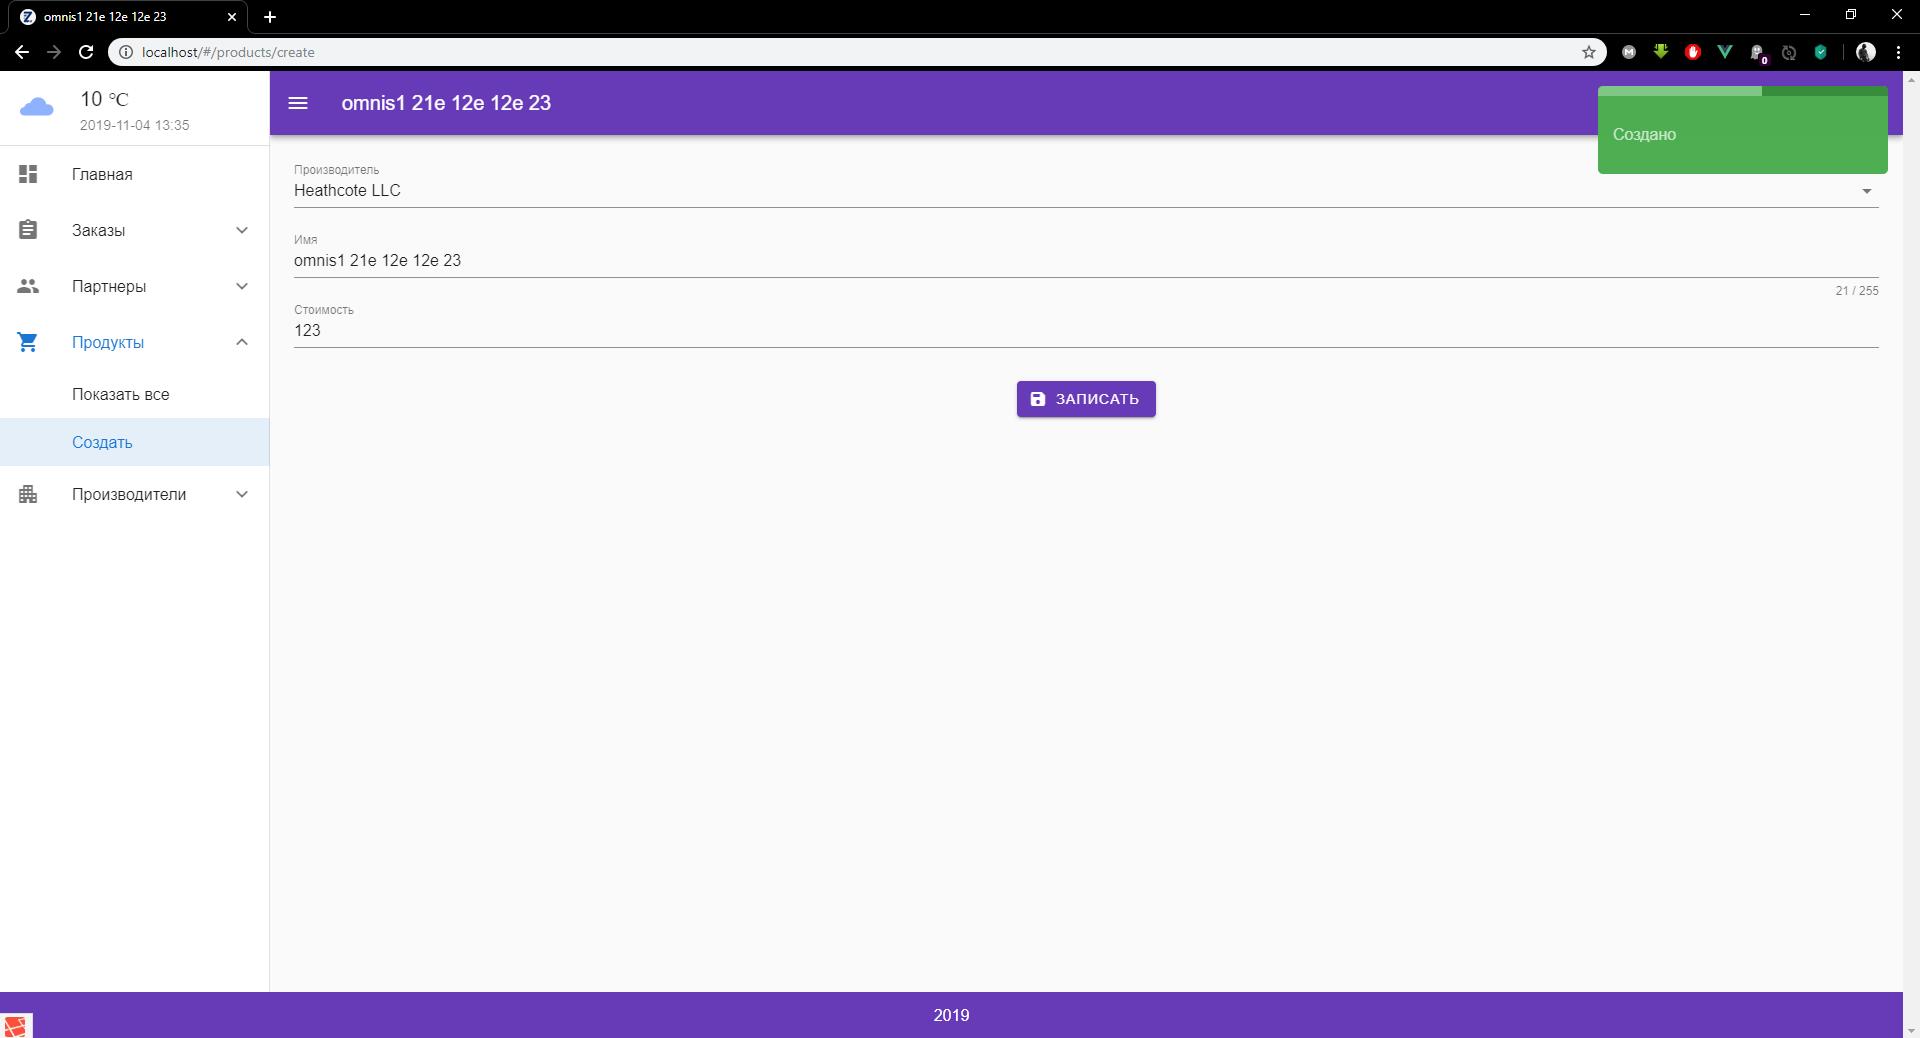 omnis1 21e 12e 12e 23
localhost/#/products/create
0
10 °C
2019-11-04 13:35
Главная
Заказы
Партнеры
Продукты
Показать все
Создать
Производители
omnis1 21e 12e 12e 23
Создано
Производитель
Heathcote LLC
Имя
omnis1 21e 12e 12e 23
21 / 255
Стоимость
123
ЗАПИСАТЬ
2019